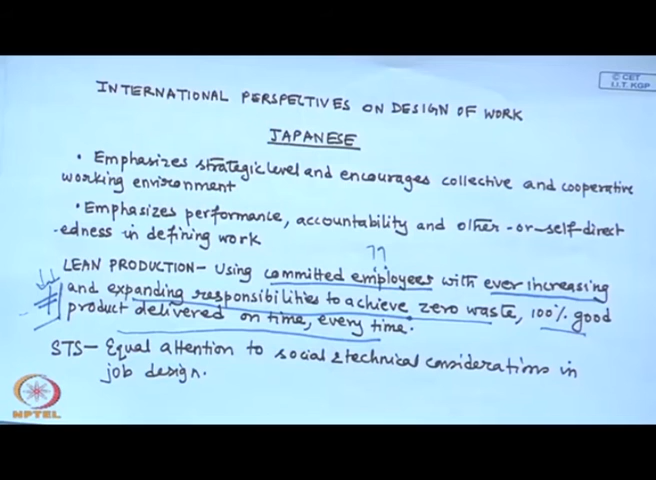 © CET
I.I.T. KGP
INTERNATIONAL PERSPECTIVES ON DESIGN OF WORK
JAPANESE
• Emphasizes strategic level and encourages collective and cooperative
working environment
• Emphasizes performance, accountability and other-or-self-direct
-edness in defining work
LEAN PRODUCTION - Using committed employees with ever increasing
and expanding responsibilities to achieve zero waste, 100% good
product delivered on time, every time.
STS - Equal attention to social & technical considerations in
job design.
NPTEL